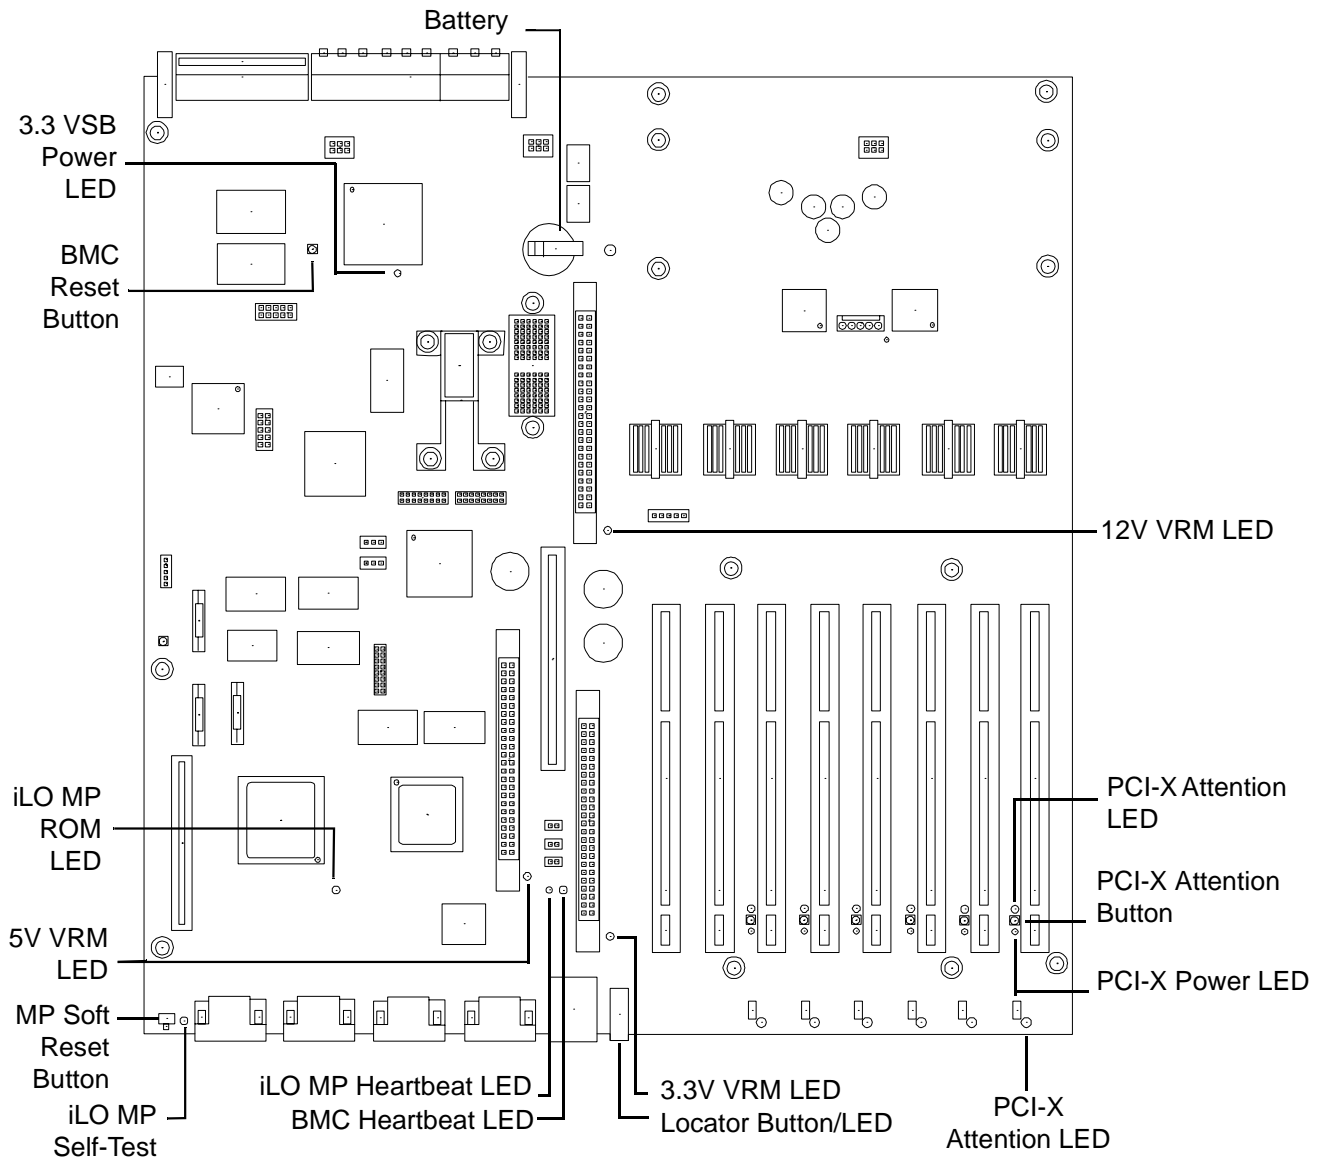 Battery
3.3 VSB
Power
LED
BMC
Reset
Button
12V VRM LED
iLO MP
ROM
LED
PCI-X Attention
LED
PCI-X Attention
Button
5V VRM
LED
PCI-X Power LED
MP Soft
Reset
Button
iLO MP Heartbeat LED
BMC Heartbeat LED
3.3V VRM LED
Locator Button/LED
iLO MP
Self-Test
PCI-X
Attention LED